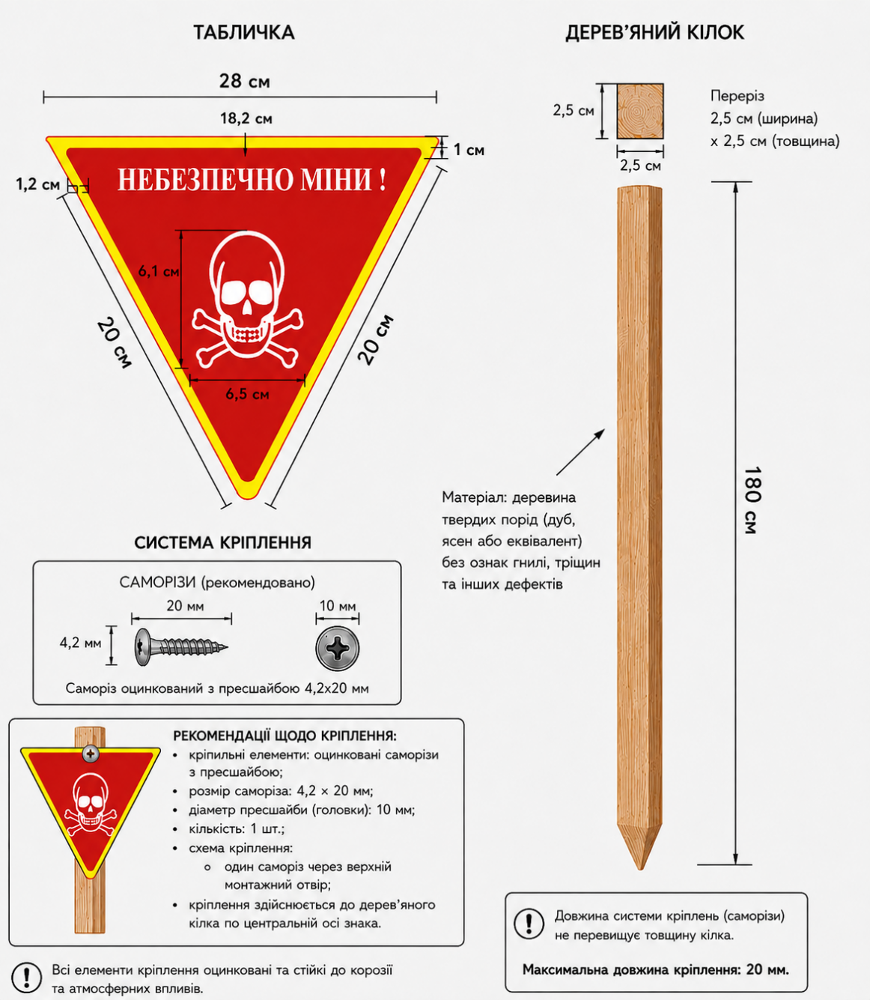 ТАБЛИЧКА
28 см
18,2 см
1 см
НЕБЕЗПЕЧНО МІНИ !
1,2 см
6,1 см
20 см
20 см
6,5 см
ДЕРЕВ’ЯНИЙ КІЛОК
2,5 см
2,5 см
Переріз
2,5 см (ширина)
х 2,5 см (товщина)
180 см
Матеріал: деревина
твердих порід (дуб,
ясен або еквівалент)
без ознак гнилі, тріщин
та інших дефектів
СИСТЕМА КРІПЛЕННЯ
САМОРІЗИ (рекомендовано)
20 мм
10 мм
4,2 мм
Саморіз оцинкований з пресшайбою 4,2х20 мм
РЕКОМЕНДАЦІЇ ЩОДО КРІПЛЕННЯ:
• кріпильні елементи: оцинковані саморізи
з пресшайбою;
• розмір саморіза: 4,2 × 20 мм;
• діаметр пресшайби (головки): 10 мм;
• кількість: 1 шт.;
• схема кріплення:
o один саморіз через верхній
монтажний отвір;
• кріплення здійснюється до дерев’яного
кілка по центральній осі знака.
! Всі елементи кріплення оцинковані та стійкі до корозії
та атмосферних впливів.
! Довжина системи кріплень (саморізи)
не перевищує товщину кілка.
Максимальна довжина кріплення: 20 мм.